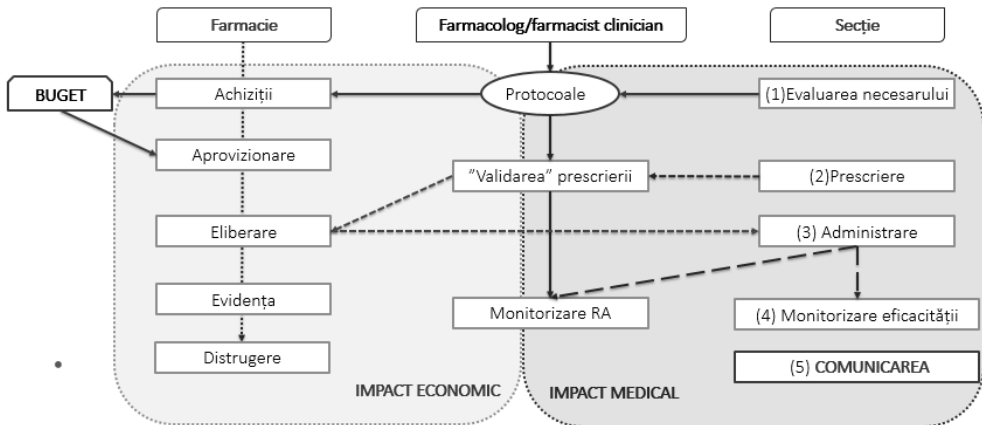 Farmacie
Farmacolog/farmacist clinician
Secție
BUGET
Achiziții
Protocoale
(1)Evaluarea necesarului
Aprovizionare
"Validarea" prescrierii
(2)Prescriere
Eliberare
(3) Administrare
Evidența
Monitorizare RA
(4) Monitorizare eficacității
Distrugere
(5) COMUNICAREA
IMPACT ECONOMIC
IMPACT MEDICAL